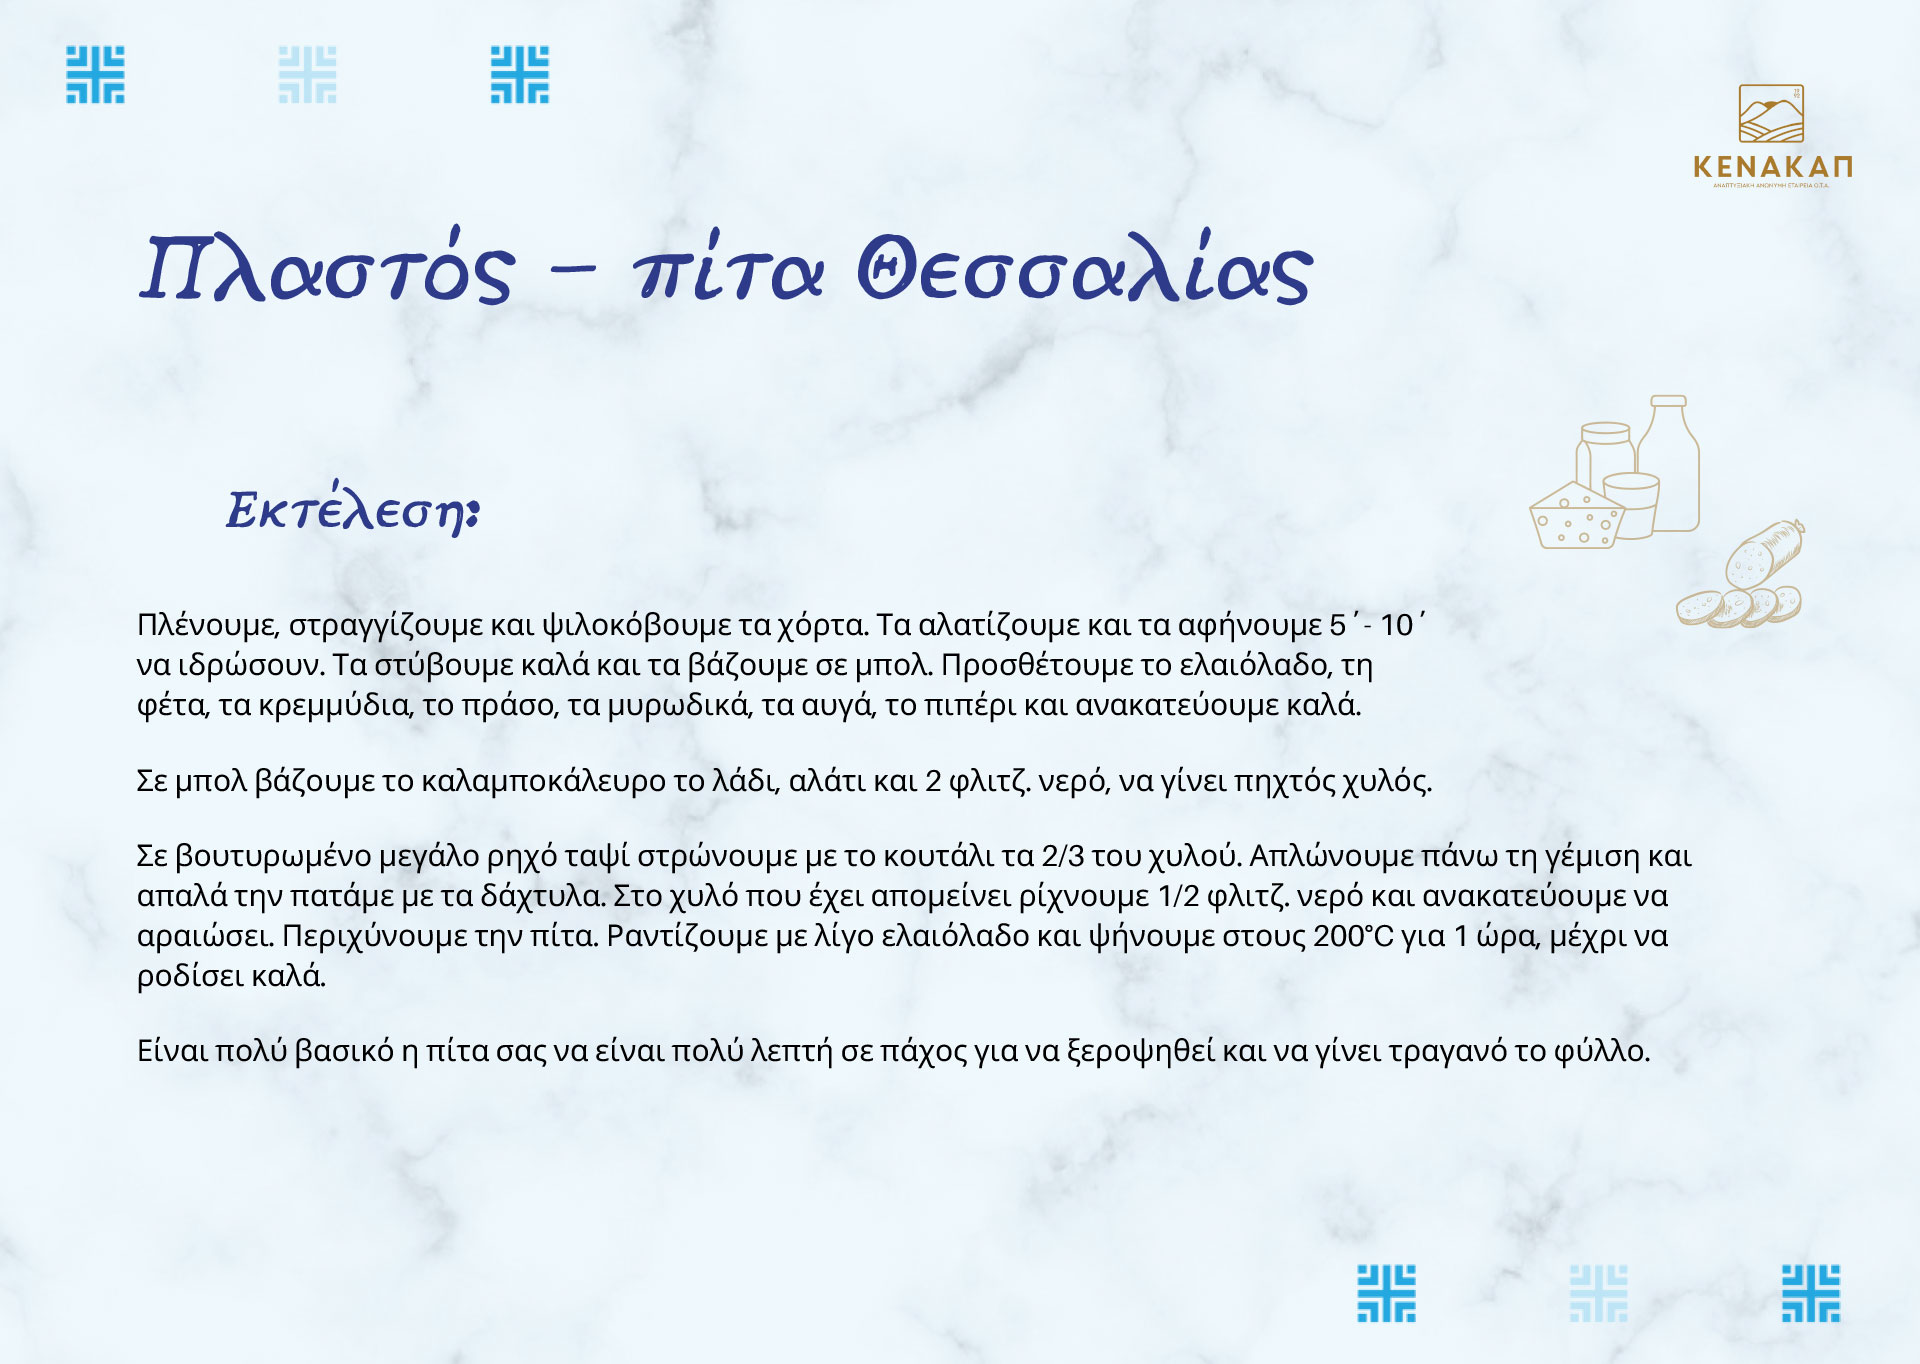 ΚΕΝΑΚΑΠ
ΑΝΑΠΤΥΞΙΑΚΗ ΑΝΩΝΥΜΗ ΕΤΑΙΡΕΙΑ Ο.Τ.Α.
Πλαστός – πίτα Θεσσαλίας
Εκτέλεση:
Πλένουμε, στραγγίζουμε και ψιλοκόβουμε τα χόρτα. Τα αλατίζουμε και τα αφήνουμε 5 ΄- 10 ΄
να ιδρώσουν. Τα στύβουμε καλά και τα βάζουμε σε μπολ. Προσθέτουμε το ελαιόλαδο, τη
φέτα, τα κρεμμύδια, το πράσο, τα μυρωδικά, τα αυγά, το πιπέρι και ανακατεύουμε καλά.
Σε μπολ βάζουμε το καλαμποκάλευρο το λάδι, αλάτι και 2 φλιτζ. νερό, να γίνει πηχτός χυλός.
Σε βουτυρωμένο μεγάλο ρηχό ταψί στρώνουμε με το κουτάλι τα 2/3 του χυλού. Απλώνουμε πάνω τη γέμιση και
απαλά την πατάμε με τα δάχτυλα. Στο χυλό που έχει απομείνει ρίχνουμε 1/2 φλιτζ. νερό και ανακατεύουμε να
αραιώσει. Περιχύνουμε την πίτα. Ραντίζουμε με λίγο ελαιόλαδο και ψήνουμε στους 200°C για 1 ώρα, μέχρι να
ροδίσει καλά.
Είναι πολύ βασικό η πίτα σας να είναι πολύ λεπτή σε πάχος για να ξεροψηθεί και να γίνει τραγανό το φύλλο.